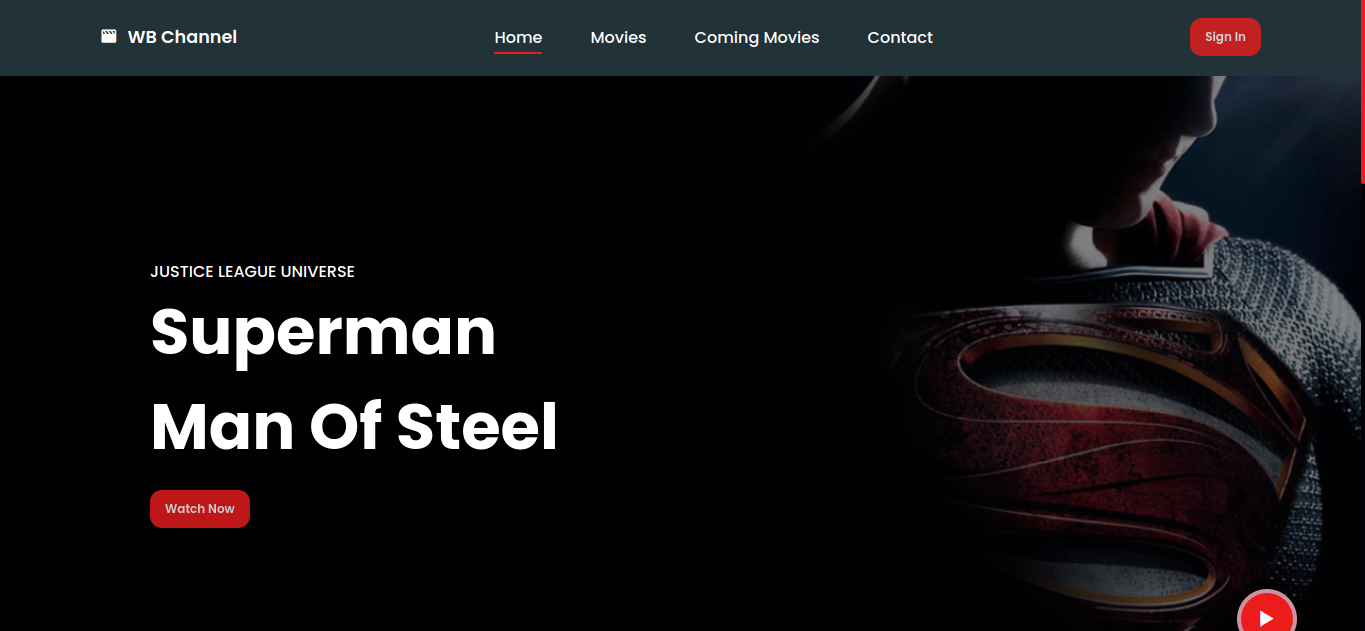 WB Channel
Home
Movies
Coming Movies
Contact
Sign In
JUSTICE LEAGUE UNIVERSE
Superman
Man Of Steel
Watch Now